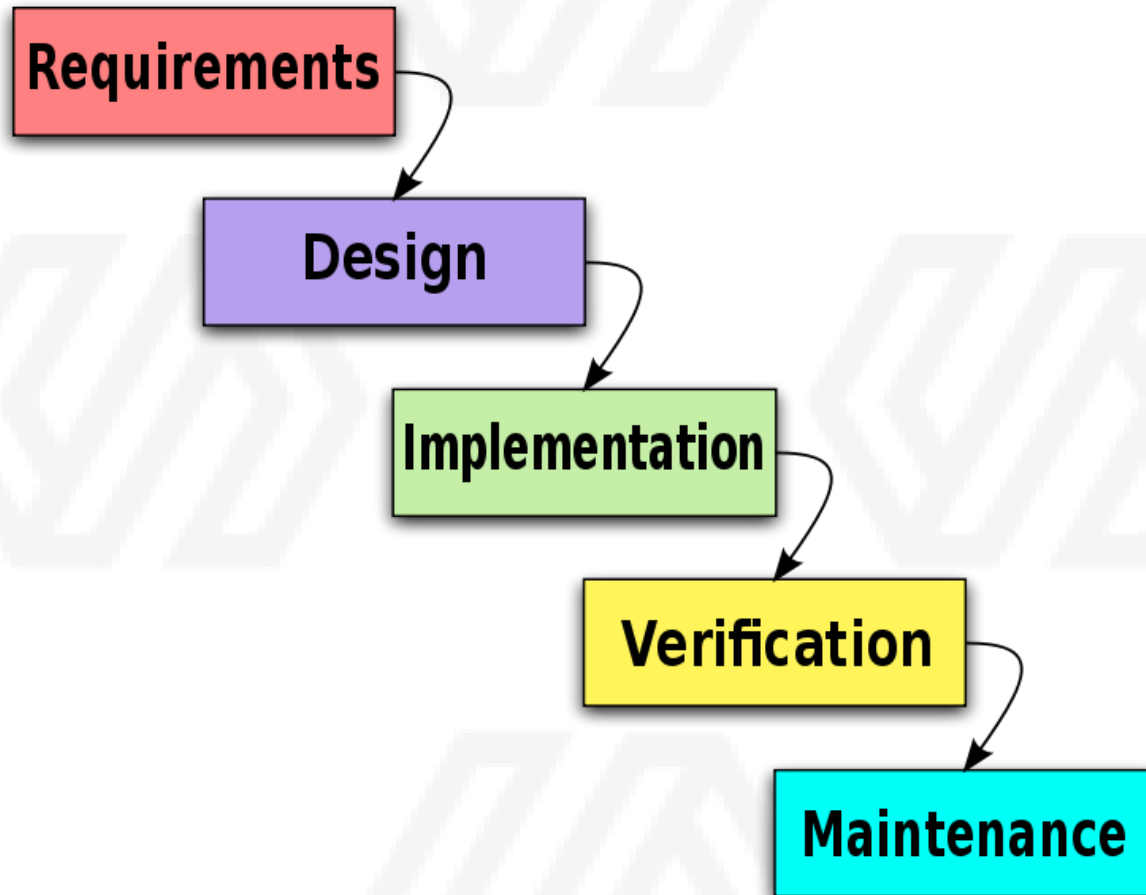 Requirements
Design
Implementation
Verification
Maintenance